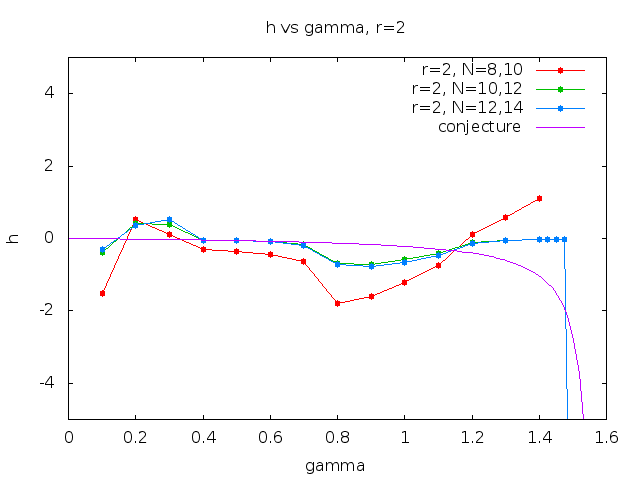 h vs gamma, r=2
r=2, N=8,10
r=2, N=10,12
r=2, N=12,14
conjecture
4
2
0
-2
-4
h
0 0.2 0.4 0.6 0.8 1 1.2 1.4 1.6
gamma